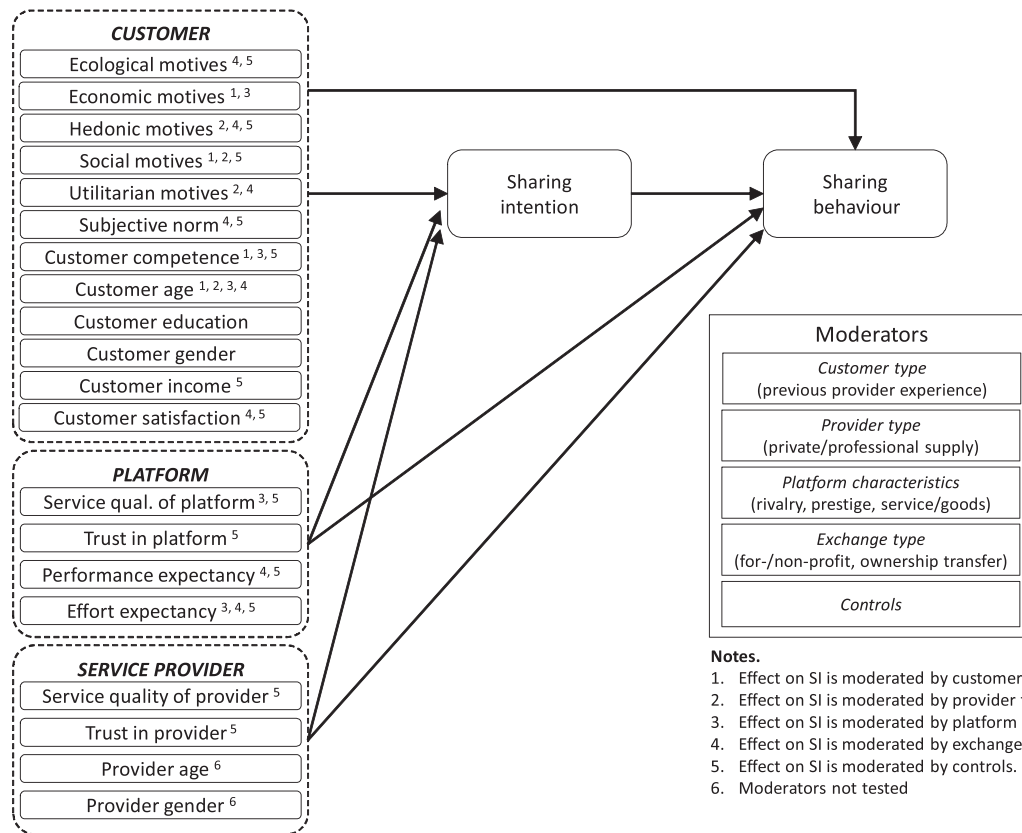 CUSTOMER
Ecological motives 4, 5
Economic motives 1, 3
Hedonic motives 2, 4, 5
Social motives 1, 2, 5
Utilitarian motives 2, 4
Subjective norm 4, 5
Customer competence 1, 3, 5
Customer age 1, 2, 3, 4
Customer education
Customer gender
Customer income 5
Customer satisfaction 4, 5
PLATFORM
Service qual. of platform 3, 5
Trust in platform 5
Performance expectancy 4, 5
Effort expectancy 3, 4, 5
SERVICE PROVIDER
Service quality of provider 5
Trust in provider 5
Provider age 6
Provider gender 6
Sharing
intention
Sharing
behaviour
Moderators
Customer type
(previous provider experience)
Provider type
(private/professional supply)
Platform characteristics
(rivalry, prestige, service/goods)
Exchange type
(for-/non-profit, ownership transfer)
Controls
Notes.
1. Effect on SI is moderated by customer
2. Effect on SI is moderated by provider
3. Effect on SI is moderated by platform
4. Effect on SI is moderated by exchange
5. Effect on SI is moderated by controls.
6. Moderators not tested